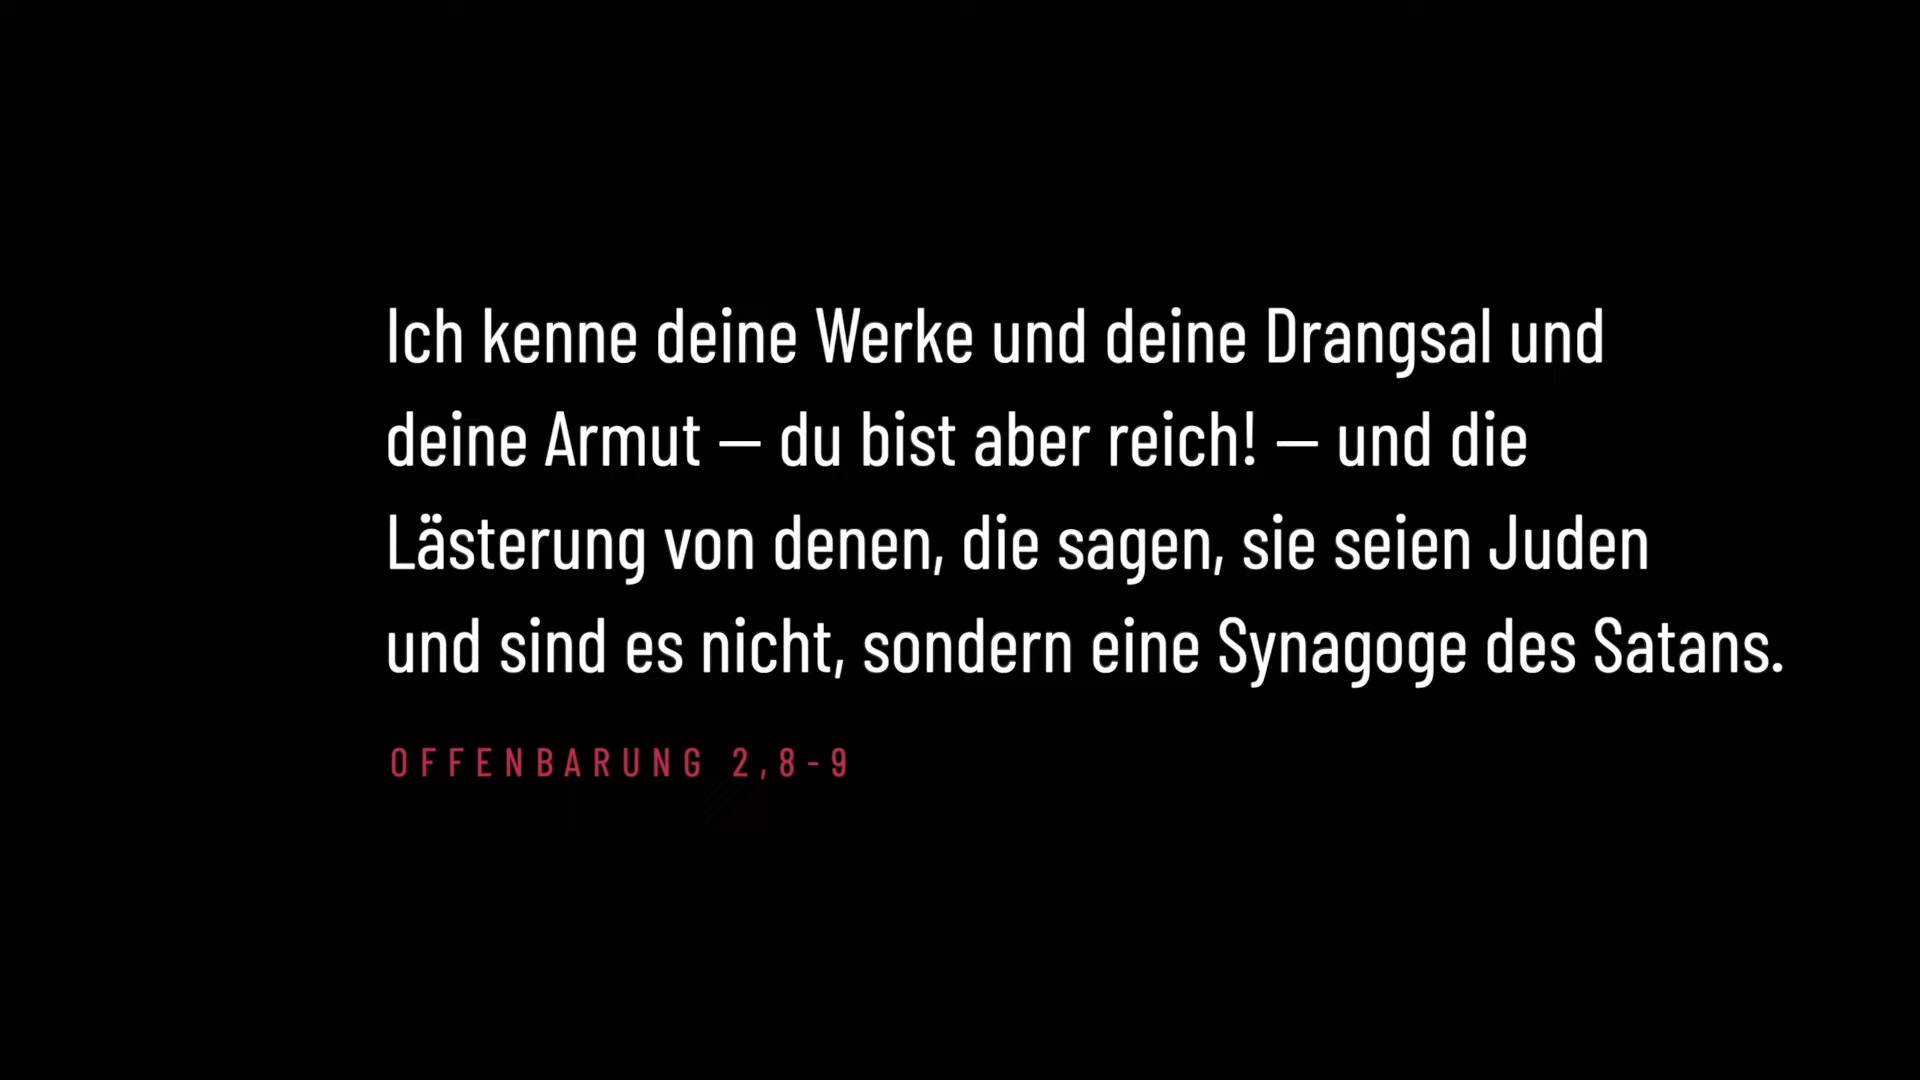 Ich kenne deine Werke und deine Drangsal und
deine Armut — du bist aber reich! — und die
Lästerung von denen, die sagen, sie seien Juden
und sind es nicht, sondern eine Synagoge des Satans.
OFFENBARUNG 2,8-9